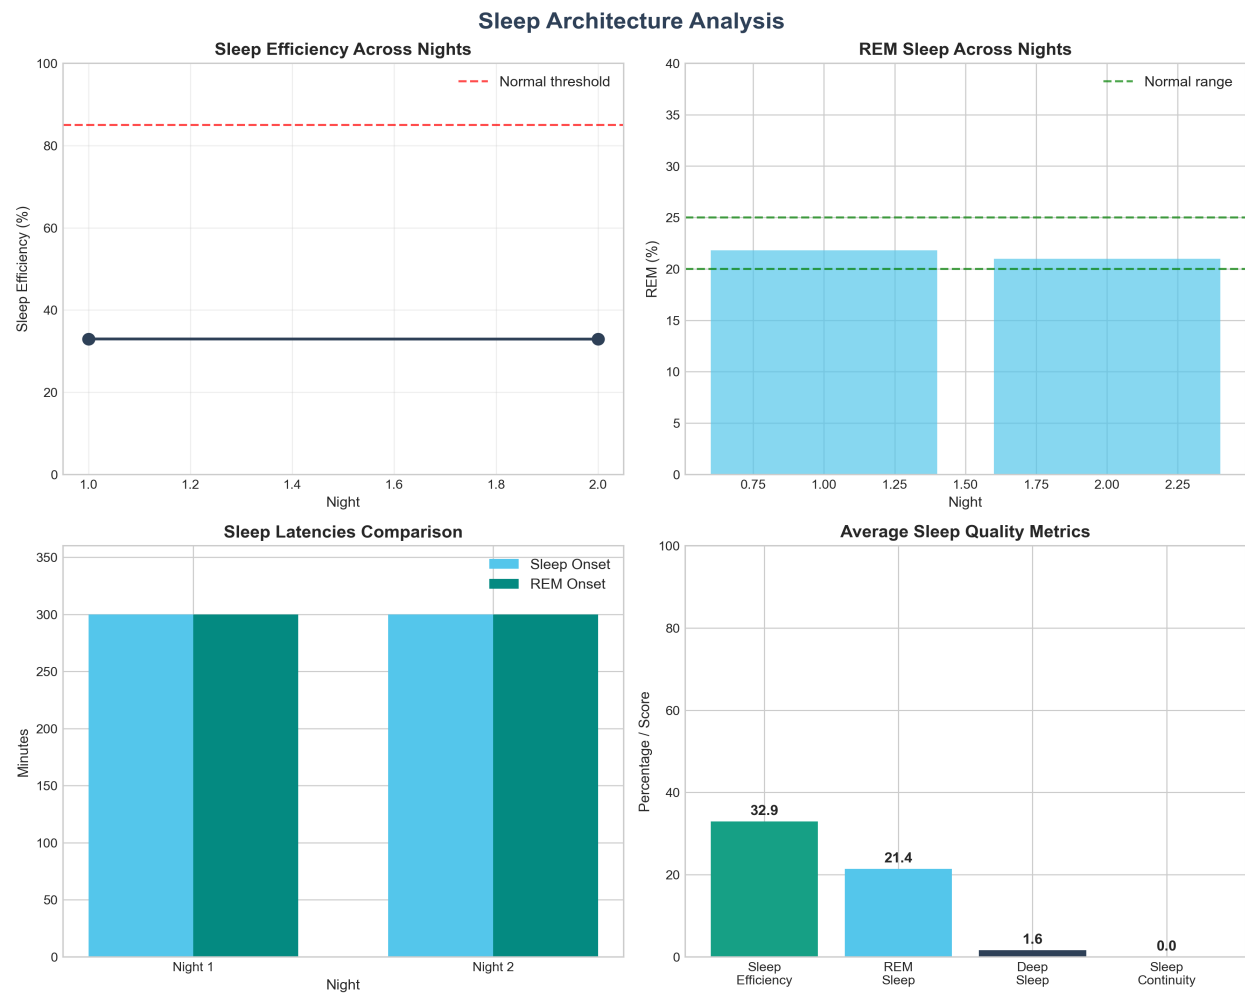 Sleep Architecture Analysis
Sleep Efficiency Across Nights
100
80
60
40
20
0
Sleep Efficiency (%)
Normal threshold
1.0 1.2 1.4 1.6 1.8 2.0
Night
REM Sleep Across Nights
40
35
30
25
20
15
10
5
0
REM (%)
Normal range
0.75 1.00 1.25 1.50 1.75 2.00 2.25
Night
Sleep Latencies Comparison
350
300
250
200
150
100
50
0
Minutes
Sleep Onset
REM Onset
Night 1 Night 2
Night
Average Sleep Quality Metrics
100
80
60
40
20
0
Percentage / Score
32.9
21.4
1.6
0.0
Sleep
Efficiency
REM
Sleep
Deep
Sleep
Sleep
Continuity